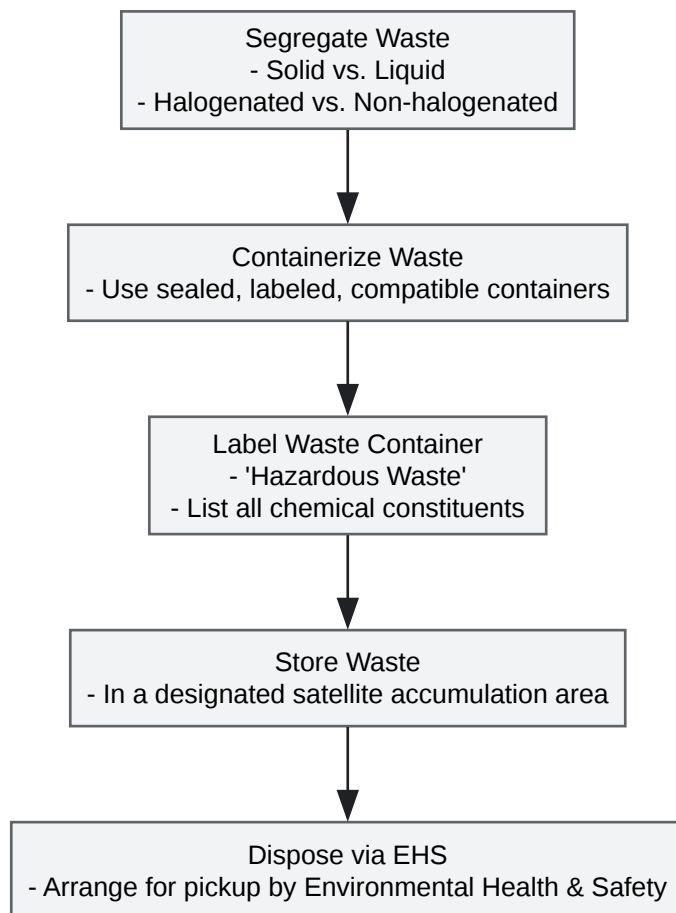 Segregate Waste
- Solid vs. Liquid
- Halogenated vs. Non-halogenated
Containerize Waste
- Use sealed, labeled, compatible containers
Label Waste Container
- 'Hazardous Waste'
- List all chemical constituents
Store Waste
- In a designated satellite accumulation area
Dispose via EHS
- Arrange for pickup by Environmental Health & Safety